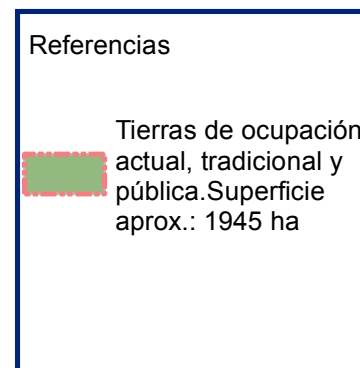 Referencias
Tierras de ocupación
actual, tradicional y
pública.Superficie
aprox.: 1945 ha